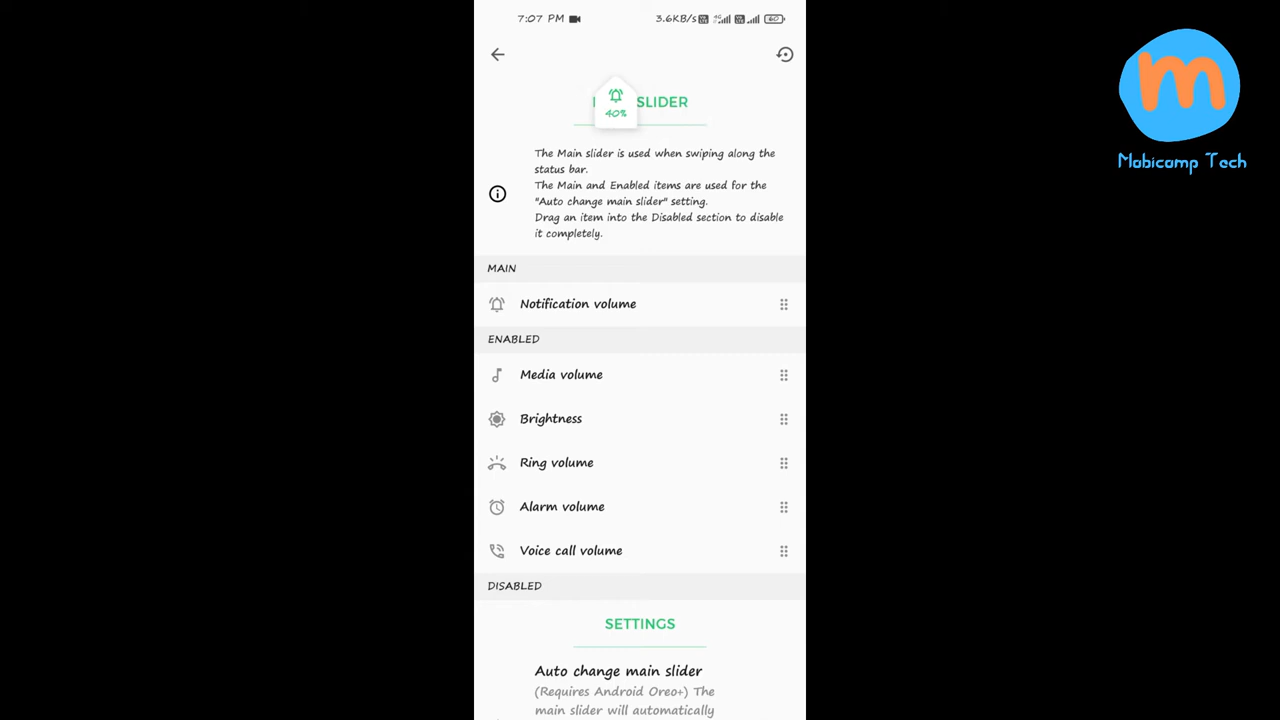 7:07 PM 3.6KB/s 4G 60
m
Mobicamp Tech
SLIDER
40%
The Main slider is used when swiping along the
status bar.
The Main and Enabled items are used for the
"Auto change main slider" setting.
Drag an item into the Disabled section to disable
it completely.
MAIN
Notification volume
ENABLED
Media volume
Brightness
Ring volume
Alarm volume
Voice call volume
DISABLED
SETTINGS
Auto change main slider
(Requires Android Oreo+) The
main slider will automatically